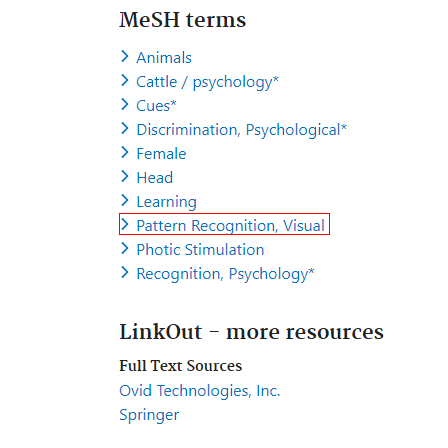 MeSH terms
Animals
Cattle / psychology*
Cues*
Discrimination, Psychological*
Female
Head
Learning
Pattern Recognition, Visual
Photic Stimulation
Recognition, Psychology*
LinkOut - more resources
Full Text Sources
Ovid Technologies, Inc.
Springer